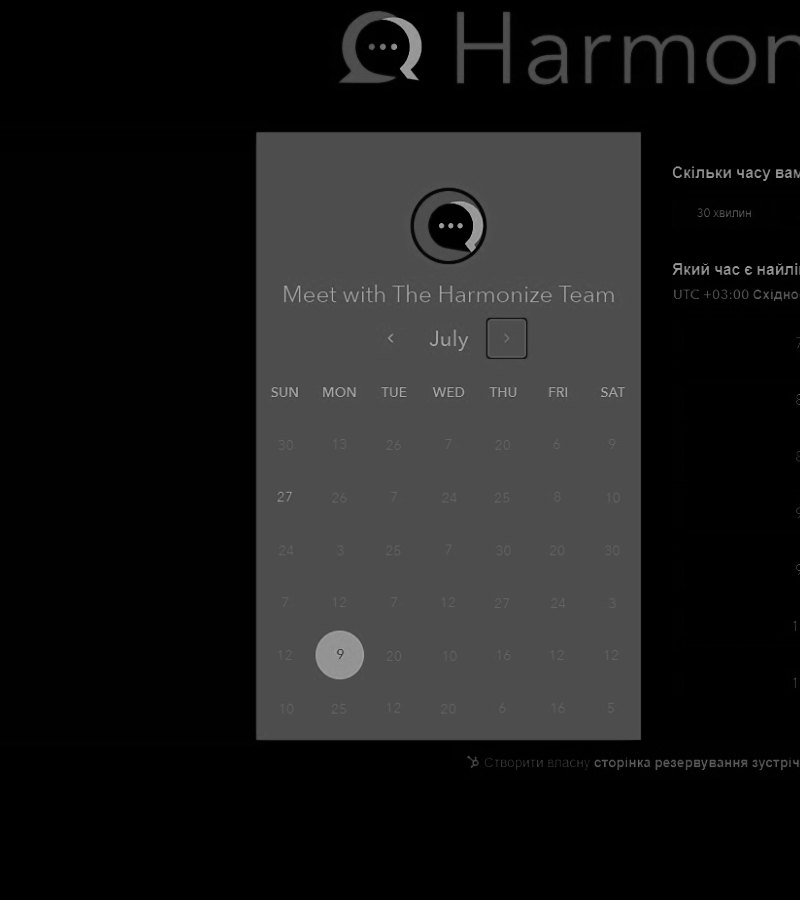 Harmon
Скільки часу вам
30 хвилин
Який час є найлі
Meet with The Harmonize Team
UTC +03:00 Східно
July
SUN MON TUE WED THU FRI SAT
30 13 26 7 20 6 9
27 26 7 24 25 8 10
24 3 25 7 30 20 30
7 12 7 12 27 24 3
12 9 20 10 16 12 12
10 25 12 20 6 16 5
Створити власну сторінка резервування зустріч